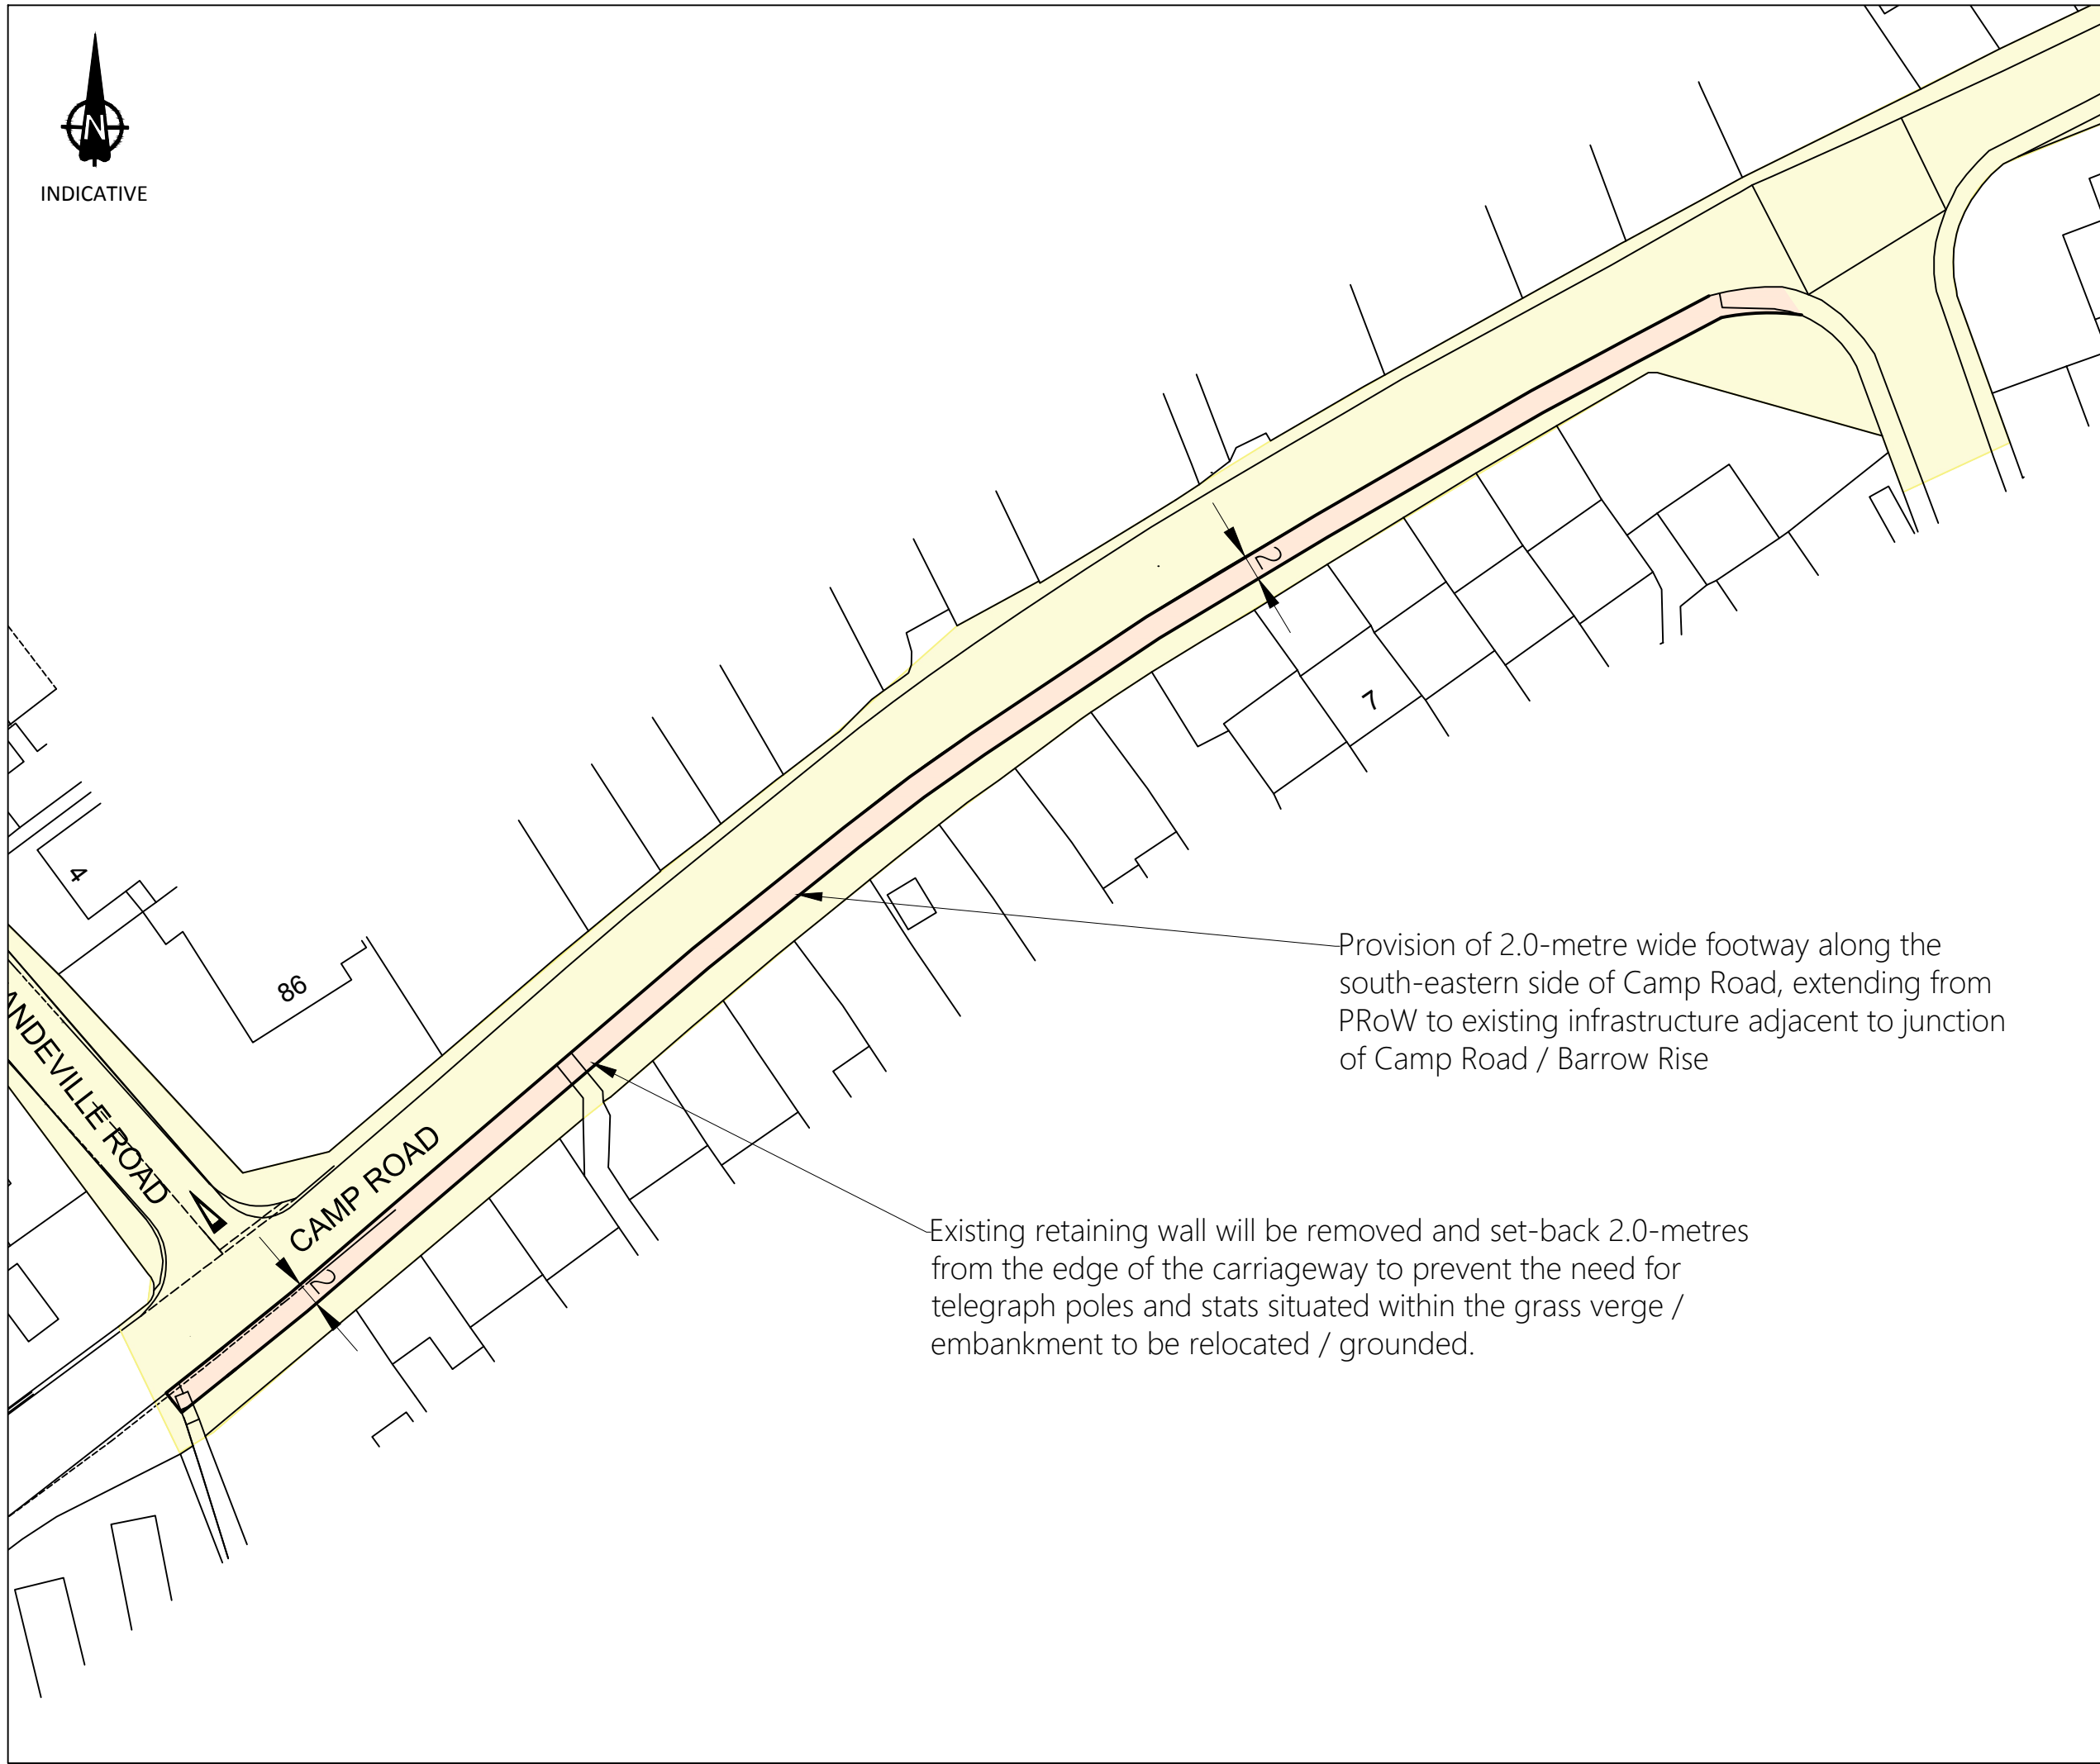 N
INDICATIVE
2
7
4
86
Provision of 2.0-metre wide footway along the
south-eastern side of Camp Road, extending from
PRoW to existing infrastructure adjacent to junction
of Camp Road / Barrow Rise
ANDEVILLE ROAD
CAMP ROAD
2
Existing retaining wall will be removed and set-back 2.0-metres
from the edge of the carriageway to prevent the need for
telegraph poles and stats situated within the grass verge /
embankment to be relocated / grounded.